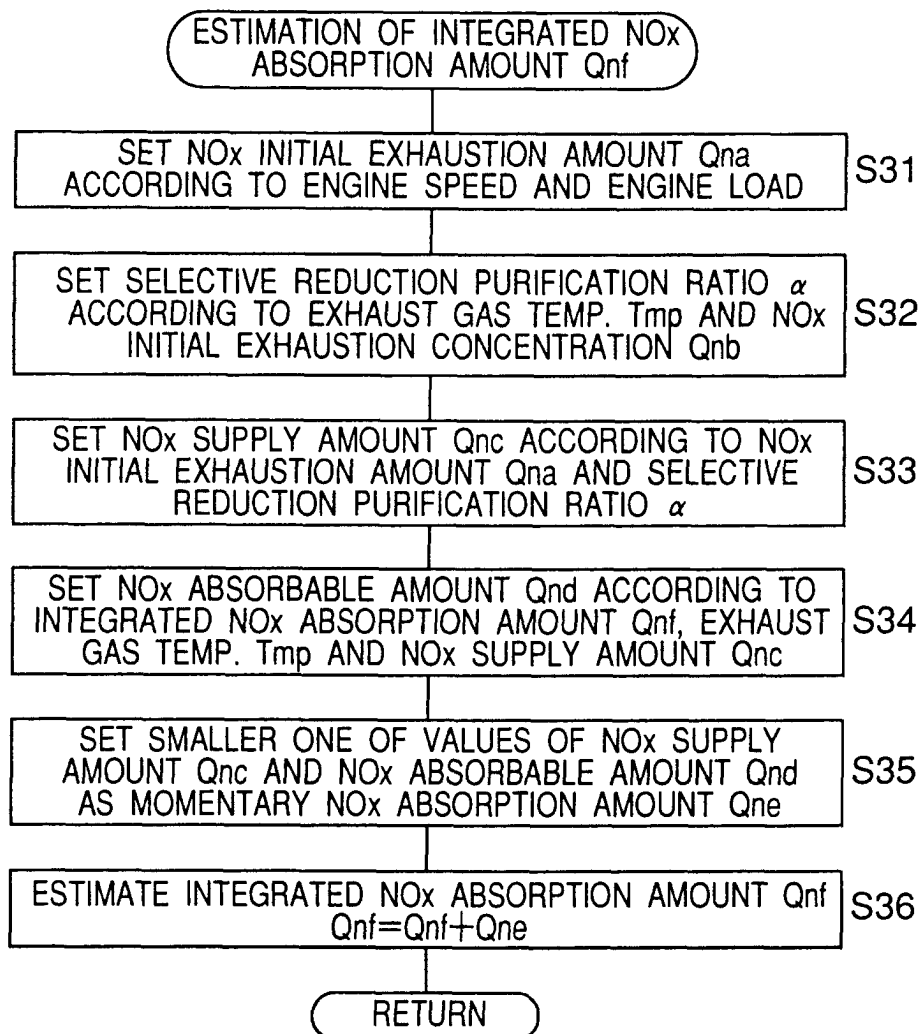 ESTIMATION OF INTEGRATED NOx
ABSORPTION AMOUNT Qnf
SET NOx INITIAL EXHAUSTION AMOUNT Qna
ACCORDING TO ENGINE SPEED AND ENGINE LOAD
S31
SET SELECTIVE REDUCTION PURIFICATION RATIO α
ACCORDING TO EXHAUST GAS TEMP. Tmp AND NOx
INITIAL EXHAUSTION CONCENTRATION Qnb
S32
SET NOx SUPPLY AMOUNT Qnc ACCORDING TO NOx
INITIAL EXHAUSTION AMOUNT Qna AND SELECTIVE
REDUCTION PURIFICATION RATIO α
S33
SET NOx ABSORBABLE AMOUNT Qnd ACCORDING TO
INTEGRATED NOx ABSORPTION AMOUNT Qnf, EXHAUST
GAS TEMP. Tmp AND NOx SUPPLY AMOUNT Qnc
S34
SET SMALLER ONE OF VALUES OF NOx SUPPLY
AMOUNT Qnc AND NOx ABSORBABLE AMOUNT Qnd
AS MOMENTARY NOx ABSORPTION AMOUNT Qne
S35
ESTIMATE INTEGRATED NOx ABSORPTION AMOUNT Qnf
Qnf=Qnf+Qne
S36
RETURN